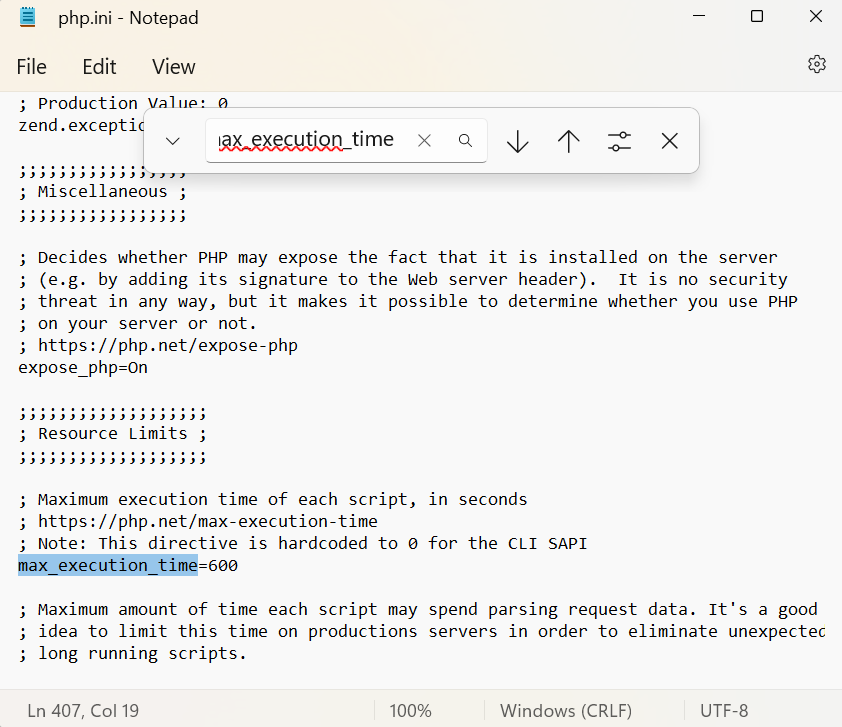 php.ini - Notepad
File Edit View
; Production Value: 0
zend.exceptio
max_execution_time
;;;;;;;;;;;;;;;;;
; Miscellaneous ;
;;;;;;;;;;;;;;;;;
; Decides whether PHP may expose the fact that it is installed on the server
; (e.g. by adding its signature to the Web server header).  It is no security
; threat in any way, but it makes it possible to determine whether you use PHP
; on your server or not.
; https://php.net/expose-php
expose_php=On
;;;;;;;;;;;;;;;;;;;
; Resource Limits ;
;;;;;;;;;;;;;;;;;;;
; Maximum execution time of each script, in seconds
; https://php.net/max-execution-time
; Note: This directive is hardcoded to 0 for the CLI SAPI
max_execution_time=600
; Maximum amount of time each script may spend parsing request data. It's a good
; idea to limit this time on productions servers in order to eliminate unexpected
; long running scripts.
Ln 407, Col 19 100% Windows (CRLF) UTF-8